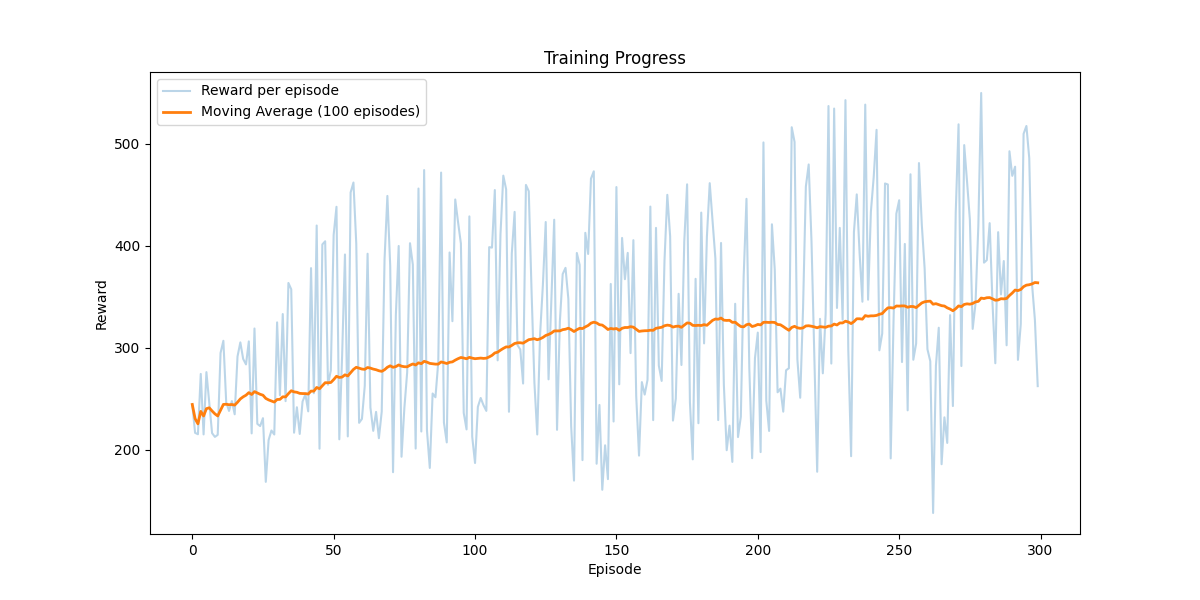 Training Progress
Reward per episode
Moving Average (100 episodes)
500
400
300
200
Reward
0
50
100
150
200
250
300
Episode